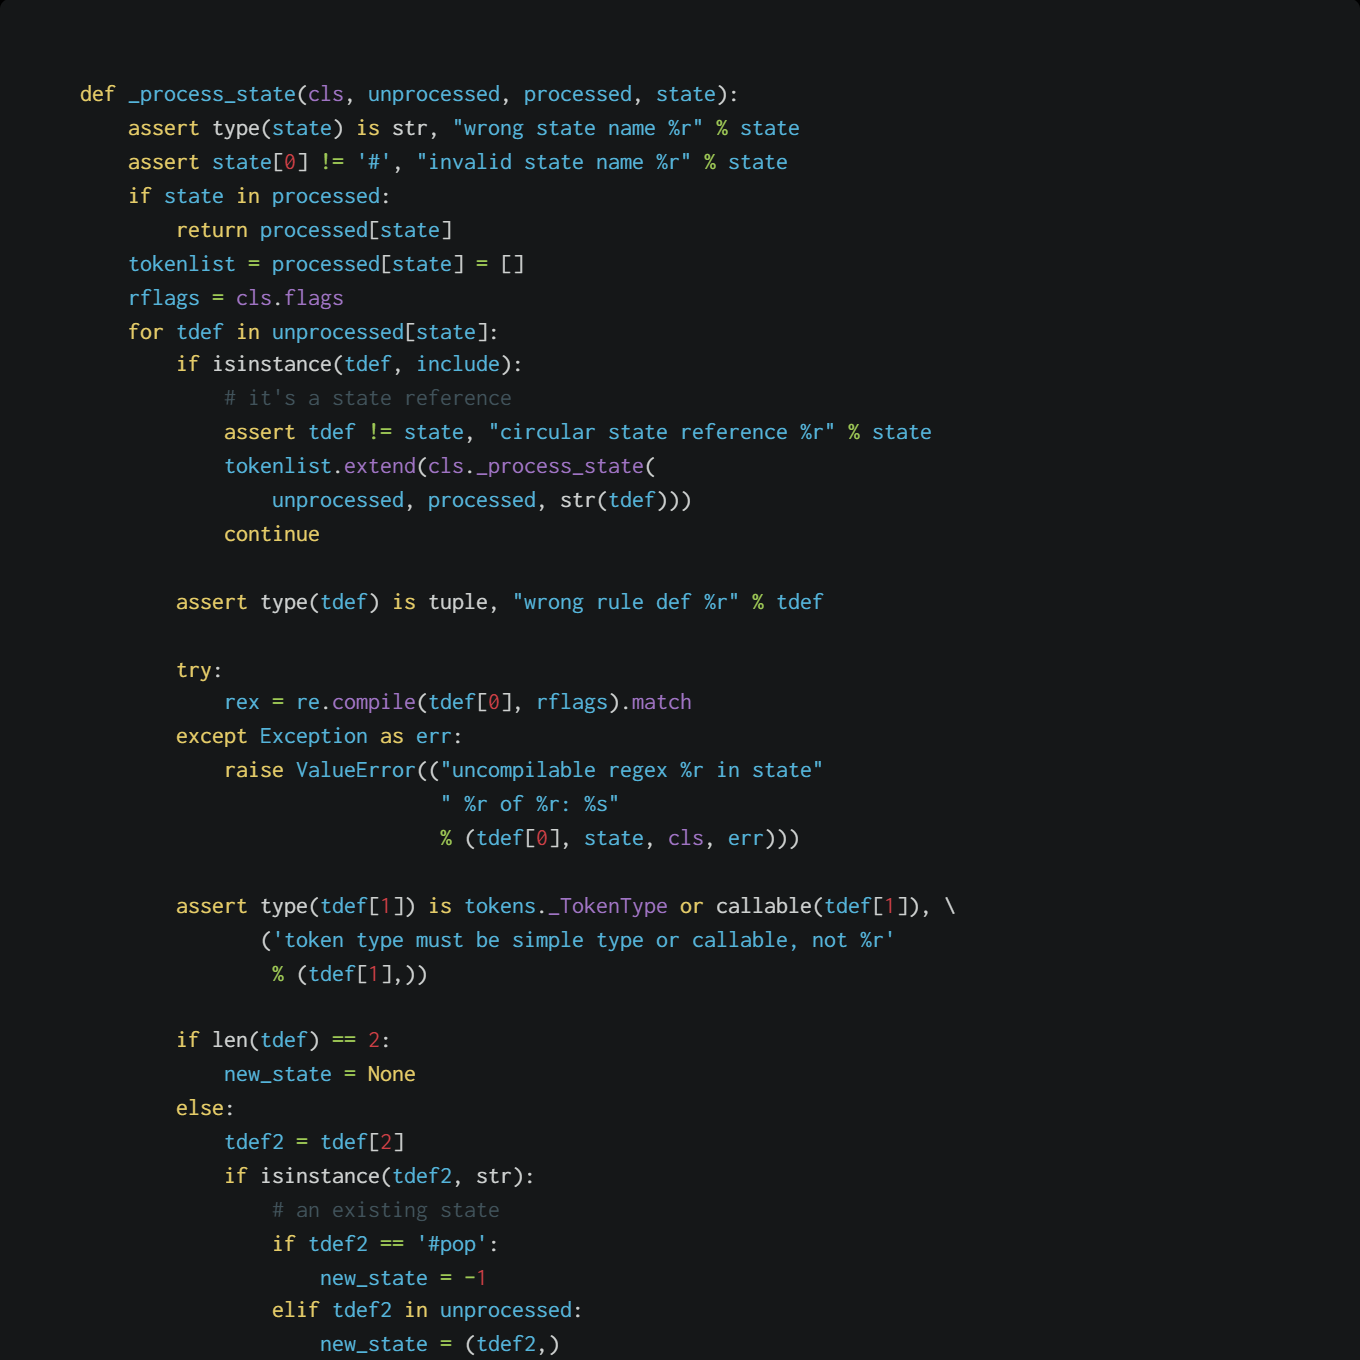 def _process_state(cls, unprocessed, processed, state):
    assert type(state) is str, "wrong state name %r" % state
    assert state[0] != '#', "invalid state name %r" % state
    if state in processed:
        return processed[state]
    tokenlist = processed[state] = []
    rflags = cls.flags
    for tdef in unprocessed[state]:
        if isinstance(tdef, include):
            # it's a state reference
            assert tdef != state, "circular state reference %r" % state
            tokenlist.extend(cls._process_state(
                unprocessed, processed, str(tdef)))
            continue

        assert type(tdef) is tuple, "wrong rule def %r" % tdef

        try:
            rex = re.compile(tdef[0], rflags).match
        except Exception as err:
            raise ValueError(("uncompilable regex %r in state"
                              " %r of %r: %s"
                              % (tdef[0], state, cls, err)))

        assert type(tdef[1]) is tokens._TokenType or callable(tdef[1]), \
               ('token type must be simple type or callable, not %r'
                % (tdef[1],))

        if len(tdef) == 2:
            new_state = None
        else:
            tdef2 = tdef[2]
            if isinstance(tdef2, str):
                # an existing state
                if tdef2 == '#pop':
                    new_state = -1
                elif tdef2 in unprocessed:
                    new_state = (tdef2,)